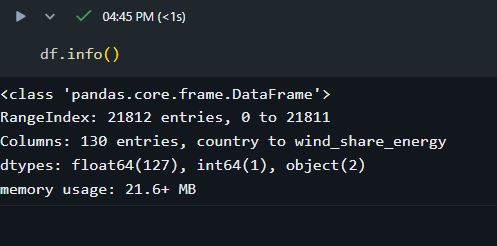 04:45 PM (<1s)
df.info()
<class 'pandas.core.frame.DataFrame'>
RangeIndex: 21812 entries, 0 to 21811
Columns: 130 entries, country to wind_share_energy
dtypes: float64(127), int64(1), object(2)
memory usage: 21.6+ MB